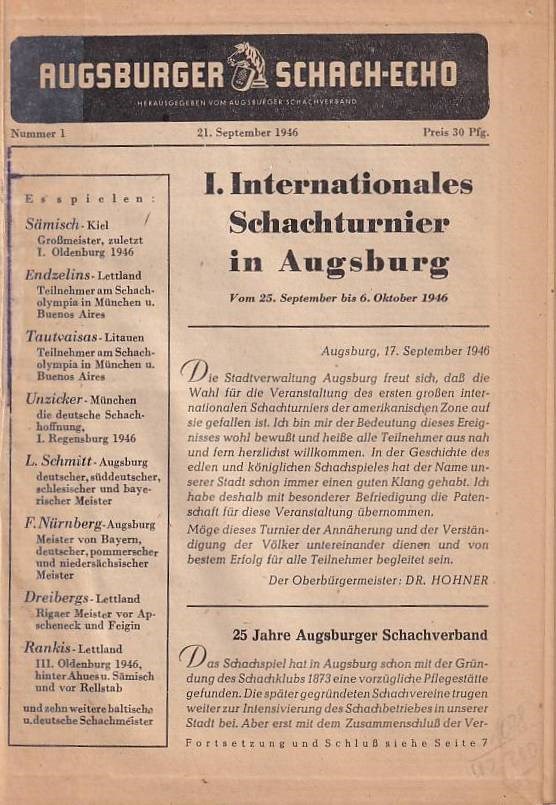 AUGSBURGER SCHACH-ECHO
HERAUSGEGEBEN VOM AUGSBURGER SCHACHVERBAND
Nummer 1 21. September 1946 Preis 30 Pfg.
Es spielen:
Sämisch - Kiel
Großmeister, zuletzt
I. Oldenburg 1946
Endzelins - Lettland
Teilnehmer am Schach-
olympia in München u.
Buenos Aires
Tautvaisas - Litauen
Teilnehmer am Schach-
olympia in München u.
Buenos Aires
Unzicker - München
die deutsche Schach-
hoffnung,
I. Regensburg 1946
L. Schmitt - Augsburg
deutscher, süddeutscher,
schlesischer und baye-
rischer Meister
F. Nürnberg - Augsburg
Meister von Bayern,
deutscher, pommerscher
und niedersächsischer
Meister
Dreibergs - Lettland
Rigaer Meister vor Ap-
scheneck und Feigin
Rankis - Lettland
III. Oldenburg 1946,
hinter Ahues u. Sämisch
und vor Rellstab
und zehn weitere baltische
u. deutsche Schachmeister
I. Internationales
Schachturnier
in Augsburg
Vom 25. September bis 6. Oktober 1946
Augsburg, 17. September 1946
Die Stadtverwaltung Augsburg freut sich, daß die
Wahl für die Veranstaltung des ersten großen inter-
nationalen Schachturniers der amerikanischen Zone auf
sie gefallen ist. Ich bin mir der Bedeutung dieses Ereig-
nisses wohl bewußt und heiße alle Teilnehmer aus nah
und fern herzlichst willkommen. In der Geschichte des
edlen und königlichen Schachspieles hat der Name un-
serer Stadt schon immer einen guten Klang gehabt. Ich
habe deshalb mit besonderer Befriedigung die Paten-
schaft für diese Veranstaltung übernommen.
Möge dieses Turnier der Annäherung und der Verstän-
digung der Völker untereinander dienen und von
bestem Erfolg für alle Teilnehmer begleitet sein.
Der Oberbürgermeister: DR. HOHNER
25 Jahre Augsburger Schachverband
Das Schachspiel hat in Augsburg schon mit der Grün-
dung des Schachklubs 1873 eine vorzügliche Pflegestätte
gefunden. Die später gegründeten Schachvereine trugen
weiter zur Intensivierung des Schachbetriebes in unserer
Stadt bei. Aber erst mit dem Zusammenschluß der Ver-
Fortsetzung und Schluß siehe Seite 7